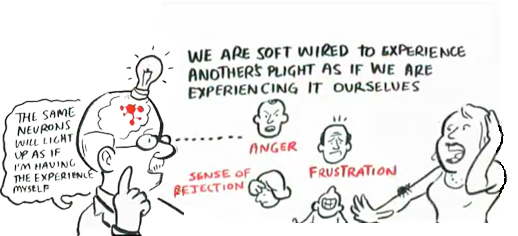 WE ARE SOFT WIRED TO EXPERIENCE
ANOTHER'S PLIGHT AS IF WE ARE
EXPERIENCING IT OURSELVES
THE SAME
NEURONS
WILL LIGHT
UP AS IF
I'M HAVING
THE EXPERIENCE
MYSELF
ANGER
FRUSTRATION
SENSE OF
REJECTION